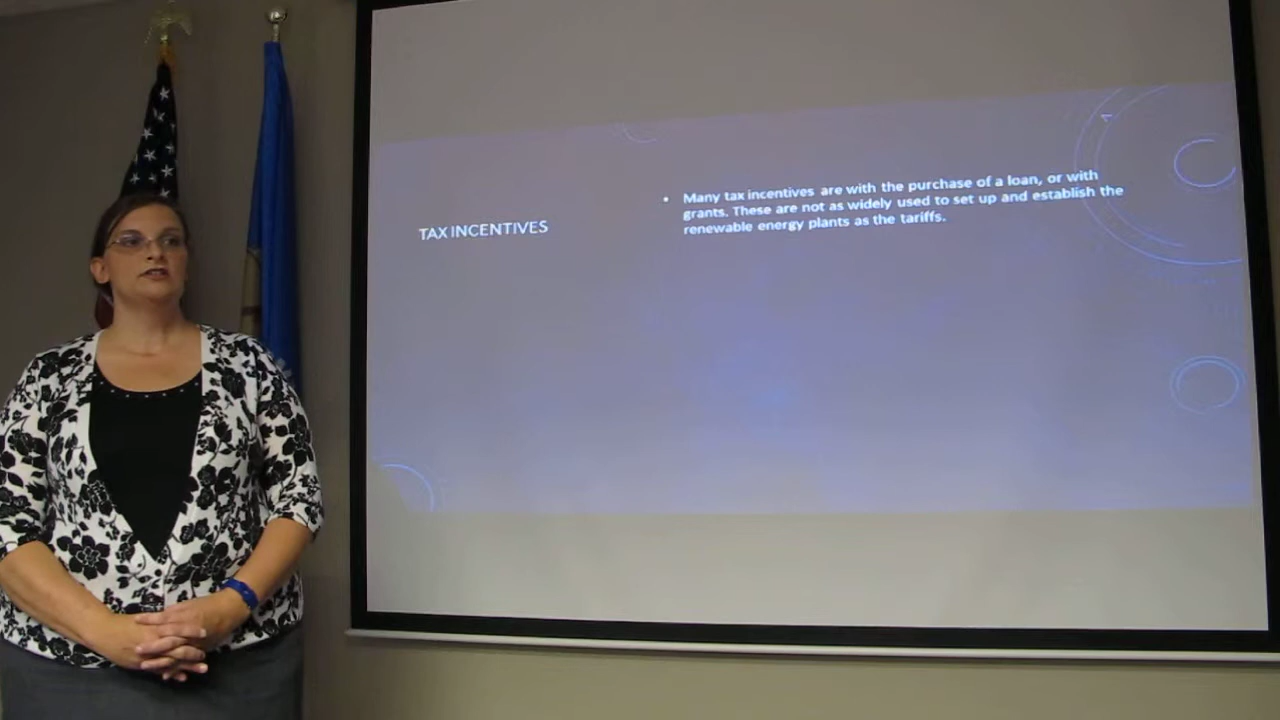 TAX INCENTIVES
• Many tax incentives are with the purchase of a loan, or with
grants. These are not as widely used to set up and establish the
renewable energy plants as the tariffs.